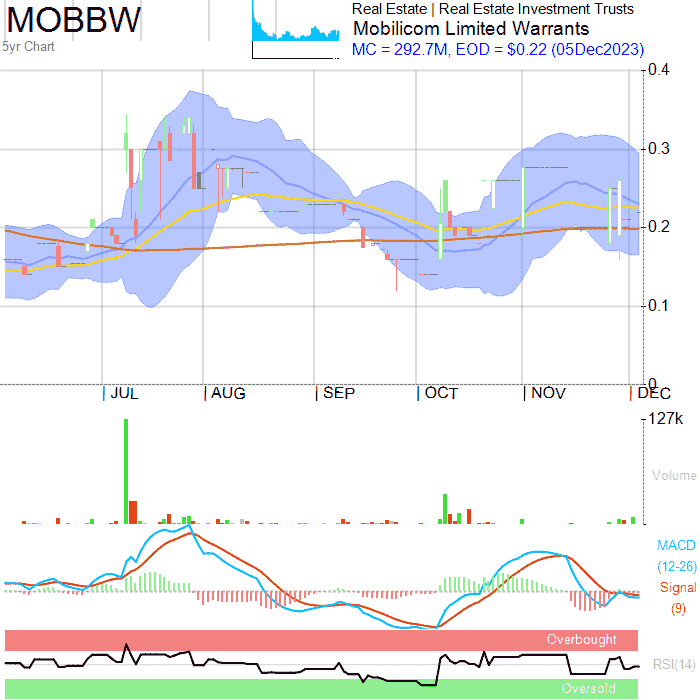 MOBBW
5yr Chart
Real Estate | Real Estate Investment Trusts
Mobilicom Limited Warrants
MC = 292.7M, EOD = $0.22 (05Dec2023)
0.4
0.3
0.2
0.1
0
JUL AUG SEP OCT NOV DEC
127k
Volume
MACD
(12-26)
Signal
(9)
Overbought
RSI(14)
Oversold